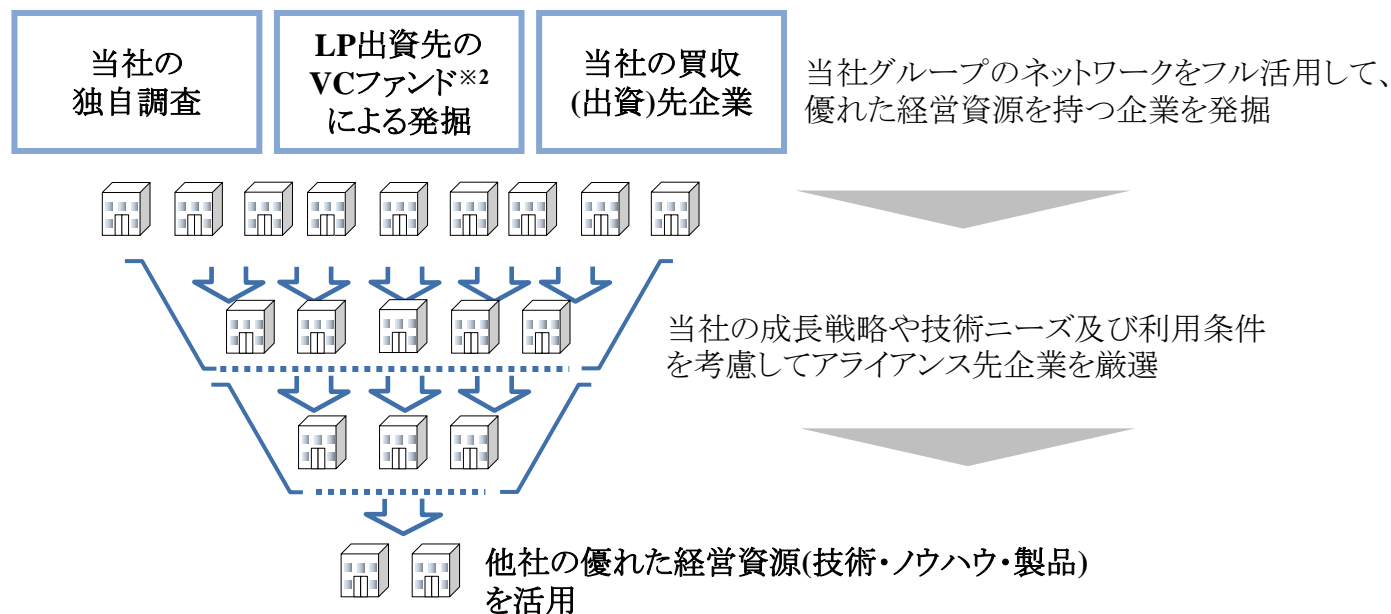 当社の
独自調査
LP出資先の
VCファンド※2
による発掘
当社の買収
(出資)先企業
当社グループのネットワークをフル活用して、
優れた経営資源を持つ企業を発掘
当社の成長戦略や技術ニーズ及び利用条件
を考慮してアライアンス先企業を厳選
他社の優れた経営資源(技術・ノウハウ・製品)
を活用